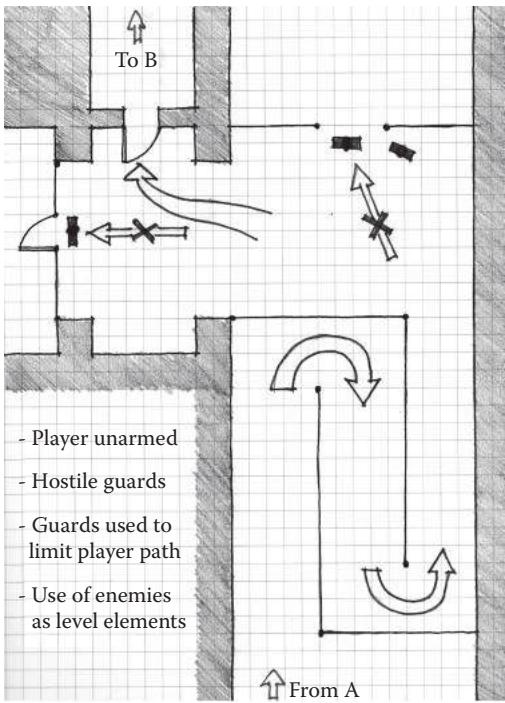 To B
- Player unarmed
- Hostile guards
- Guards used to
limit player path
- Use of enemies
as level elements
From A